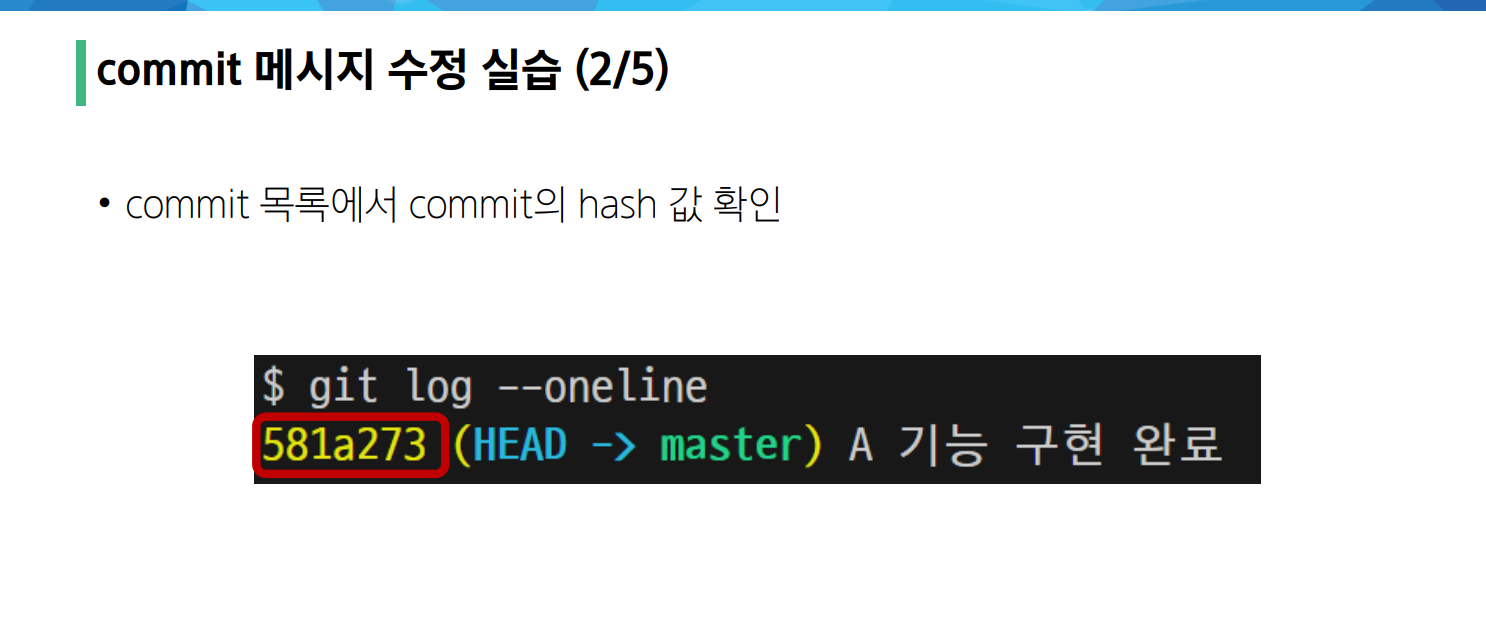 commit 메시지 수정 실습 (2/5)
• commit 목록에서 commit의 hash 값 확인
$ git log --oneline
581a273 (HEAD -> master) A 기능 구현 완료